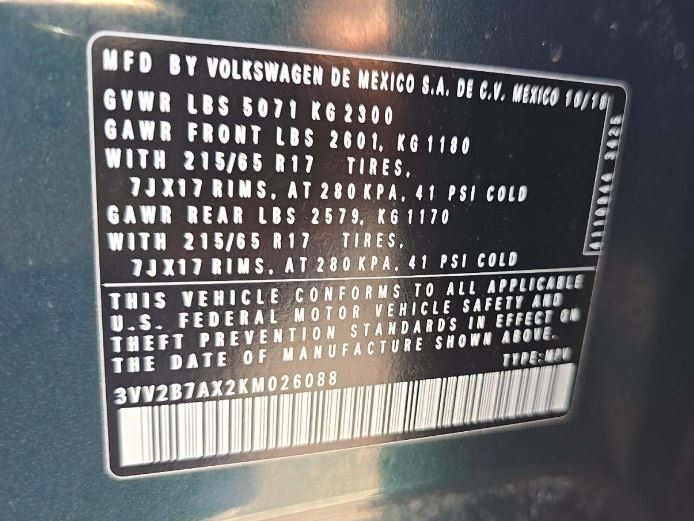 MFD BY VOLKSWAGEN DE MEXICO S.A. DE C.V. MEXICO 10/18
GVWR LBS 5071 KG 2300
GAWR FRONT LBS 2601, KG 1180
WITH 215/65 R17 TIRES,
7JX17 RIMS, AT 280 KPA, 41 PSI COLD
GAWR REAR LBS 2579, KG 1170
WITH 215/65 R17 TIRES,
7JX17 RIMS, AT 280 KPA, 41 PSI COLD
THIS VEHICLE CONFORMS TO ALL APPLICABLE
U.S. FEDERAL MOTOR VEHICLE SAFETY AND
THEFT PREVENTION STANDARDS IN EFFECT ON
THE DATE OF MANUFACTURE SHOWN ABOVE.
TYPE:MPV
3VV2B7AX2KM026088